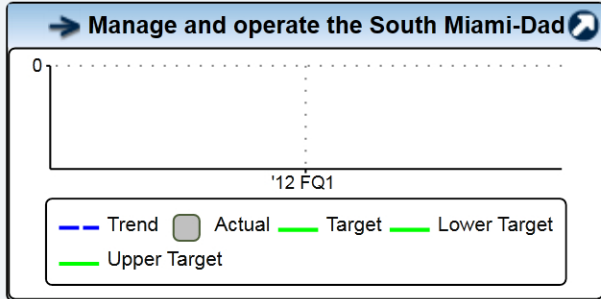 Manage and operate the South Miami-Dad
0
'12 FQ1
Trend Actual Target Lower Target
Upper Target